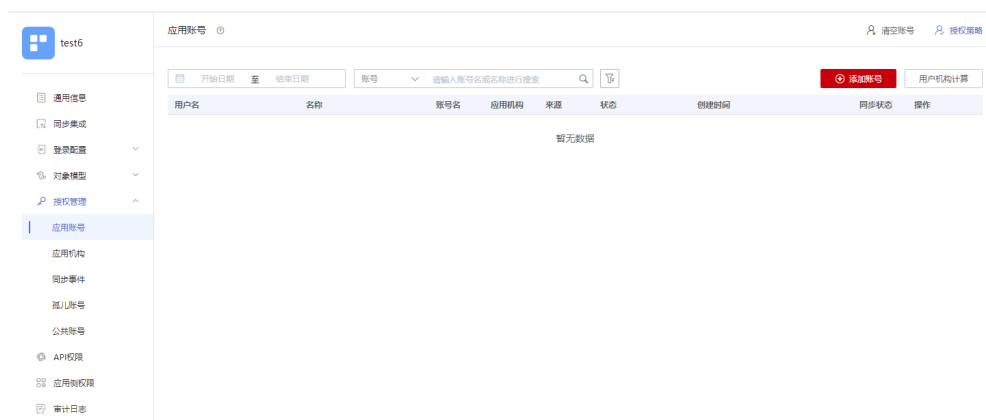 test6
应用账号
清空账号 授权策略
开始日期 至 结束日期 账号 请输入账号名或名称进行搜索 添加账号 用户机构计算
用户名 名称 账号名 应用机构 来源 状态 创建时间 同步状态 操作
暂无数据
通用信息
同步集成
登录配置
对象模型
授权管理
应用账号
应用机构
同步事件
孤儿账号
公共账号
API权限
应用侧权限
审计日志